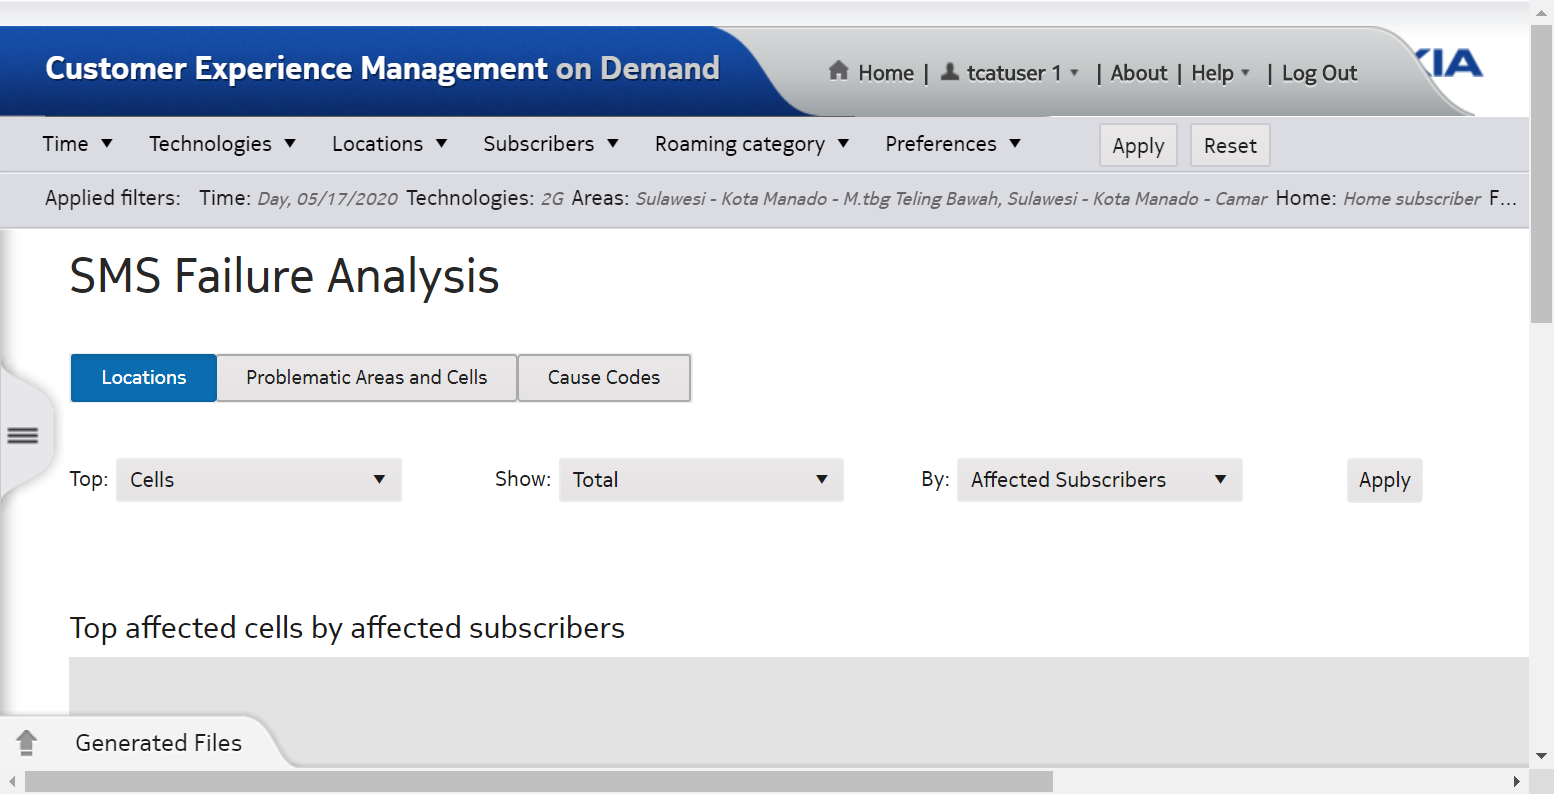 Customer Experience Management on Demand
Home | tcatuser 1 | About | Help | Log Out
KIA
Time Technologies Locations Subscribers Roaming category Preferences Apply Reset
Applied filters: Time: Day, 05/17/2020 Technologies: 2G Areas: Sulawesi - Kota Manado - M.tbg Teling Bawah, Sulawesi - Kota Manado - Camar Home: Home subscriber F...
SMS Failure Analysis
Locations Problematic Areas and Cells Cause Codes
Top: Cells Show: Total By: Affected Subscribers Apply
Top affected cells by affected subscribers
Generated Files